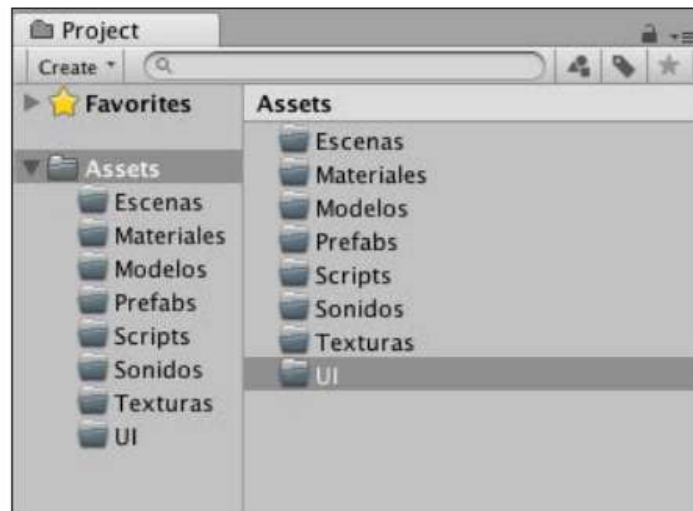 Project
Create
Favorites
Assets
Escenas
Materiales
Modelos
Prefabs
Scripts
Sonidos
Texturas
UI
Assets
Escenas
Materiales
Modelos
Prefabs
Scripts
Sonidos
Texturas
UI